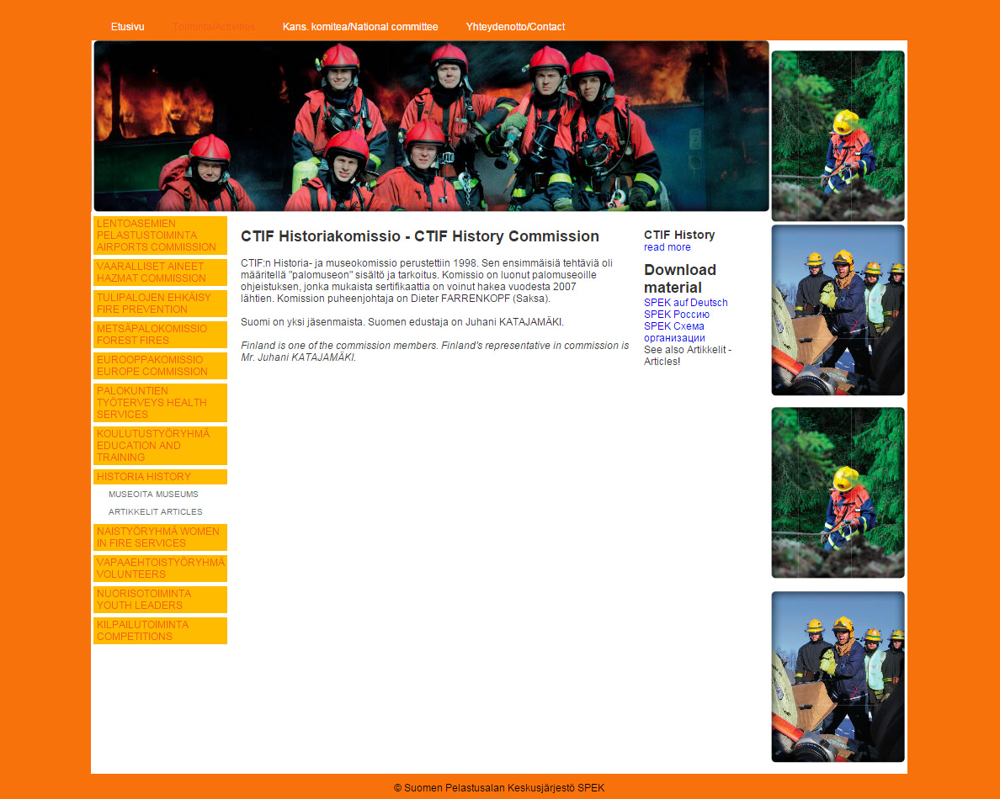 Etusivu Toiminta/Activities Kans. komitea/National committee Yhteydenotto/Contact
LENTOASEMIEN
PELASTUSTOIMINTA
AIRPORTS COMMISSION
VAARALLISET AINEET
HAZMAT COMMISSION
TULIPALOJEN EHKÄISY
FIRE PREVENTION
METSÄPALOKOMISSIO
FOREST FIRES
EUROOPPAKOMISSIO
EUROPE COMMISSION
PALOKUNTIEN
TYÖTERVEYS HEALTH
SERVICES
KOULUTUSTYÖRYHMÄ
EDUCATION AND
TRAINING
HISTORIA HISTORY
MUSEOITA MUSEUMS
ARTIKKELIT ARTICLES
NAISTYÖRYHMÄ WOMEN
IN FIRE SERVICES
VAPAAEHTOISTYÖRYHMÄ
VOLUNTEERS
NUORISOTOIMINTA
YOUTH LEADERS
KILPAILUTOIMINTA
COMPETITIONS
CTIF Historiakomissio - CTIF History Commission
CTIF:n Historia- ja museokomissio perustettiin 1998. Sen ensimmäisiä tehtäviä oli
määritellä "palomuseon" sisältö ja tarkoitus. Komissio on luonut palomuseoille
ohjeistuksen, jonka mukaista sertifikaattia on voinut hakea vuodesta 2007
lähtien. Komission puheenjohtaja on Dieter FARRENKOPF (Saksa).
Suomi on yksi jäsenmaista. Suomen edustaja on Juhani KATAJAMÄKI.
Finland is one of the commission members. Finland's representative in commission is
Mr. Juhani KATAJAMÄKI.
CTIF History
read more
Download
material
SPEK auf Deutsch
SPEK Россию
SPEK Схема
организации
See also Artikkelit -
Articles!
© Suomen Pelastusalan Keskusjärjestö SPEK